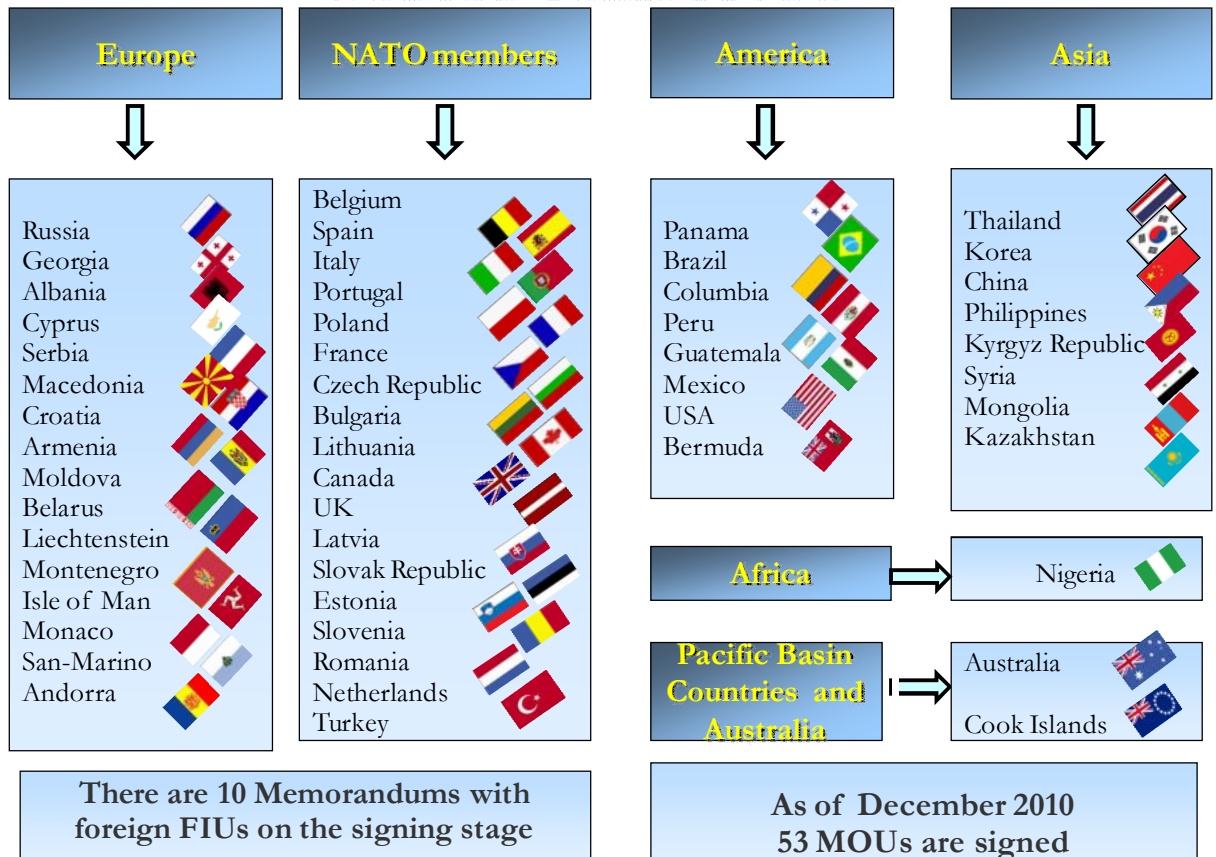 Europe
Russia
Georgia
Albania
Cyprus
Serbia
Macedonia
Croatia
Armenia
Moldova
Belarus
Liechtenstein
Montenegro
Isle of Man
Monaco
San-Marino
Andorra
NATO members
Belgium
Spain
Italy
Portugal
Poland
France
Czech Republic
Bulgaria
Lithuania
Canada
UK
Latvia
Slovak Republic
Estonia
Slovenia
Romania
Netherlands
Turkey
America
Panama
Brazil
Columbia
Peru
Guatemala
Mexico
USA
Bermuda
Asia
Thailand
Korea
China
Philippines
Kyrgyz Republic
Syria
Mongolia
Kazakhstan
Africa
Nigeria
Pacific Basin
Countries and
Australia
Australia
Cook Islands
There are 10 Memorandums with
foreign FIUs on the signing stage
As of December 2010
53 MOUs are signed